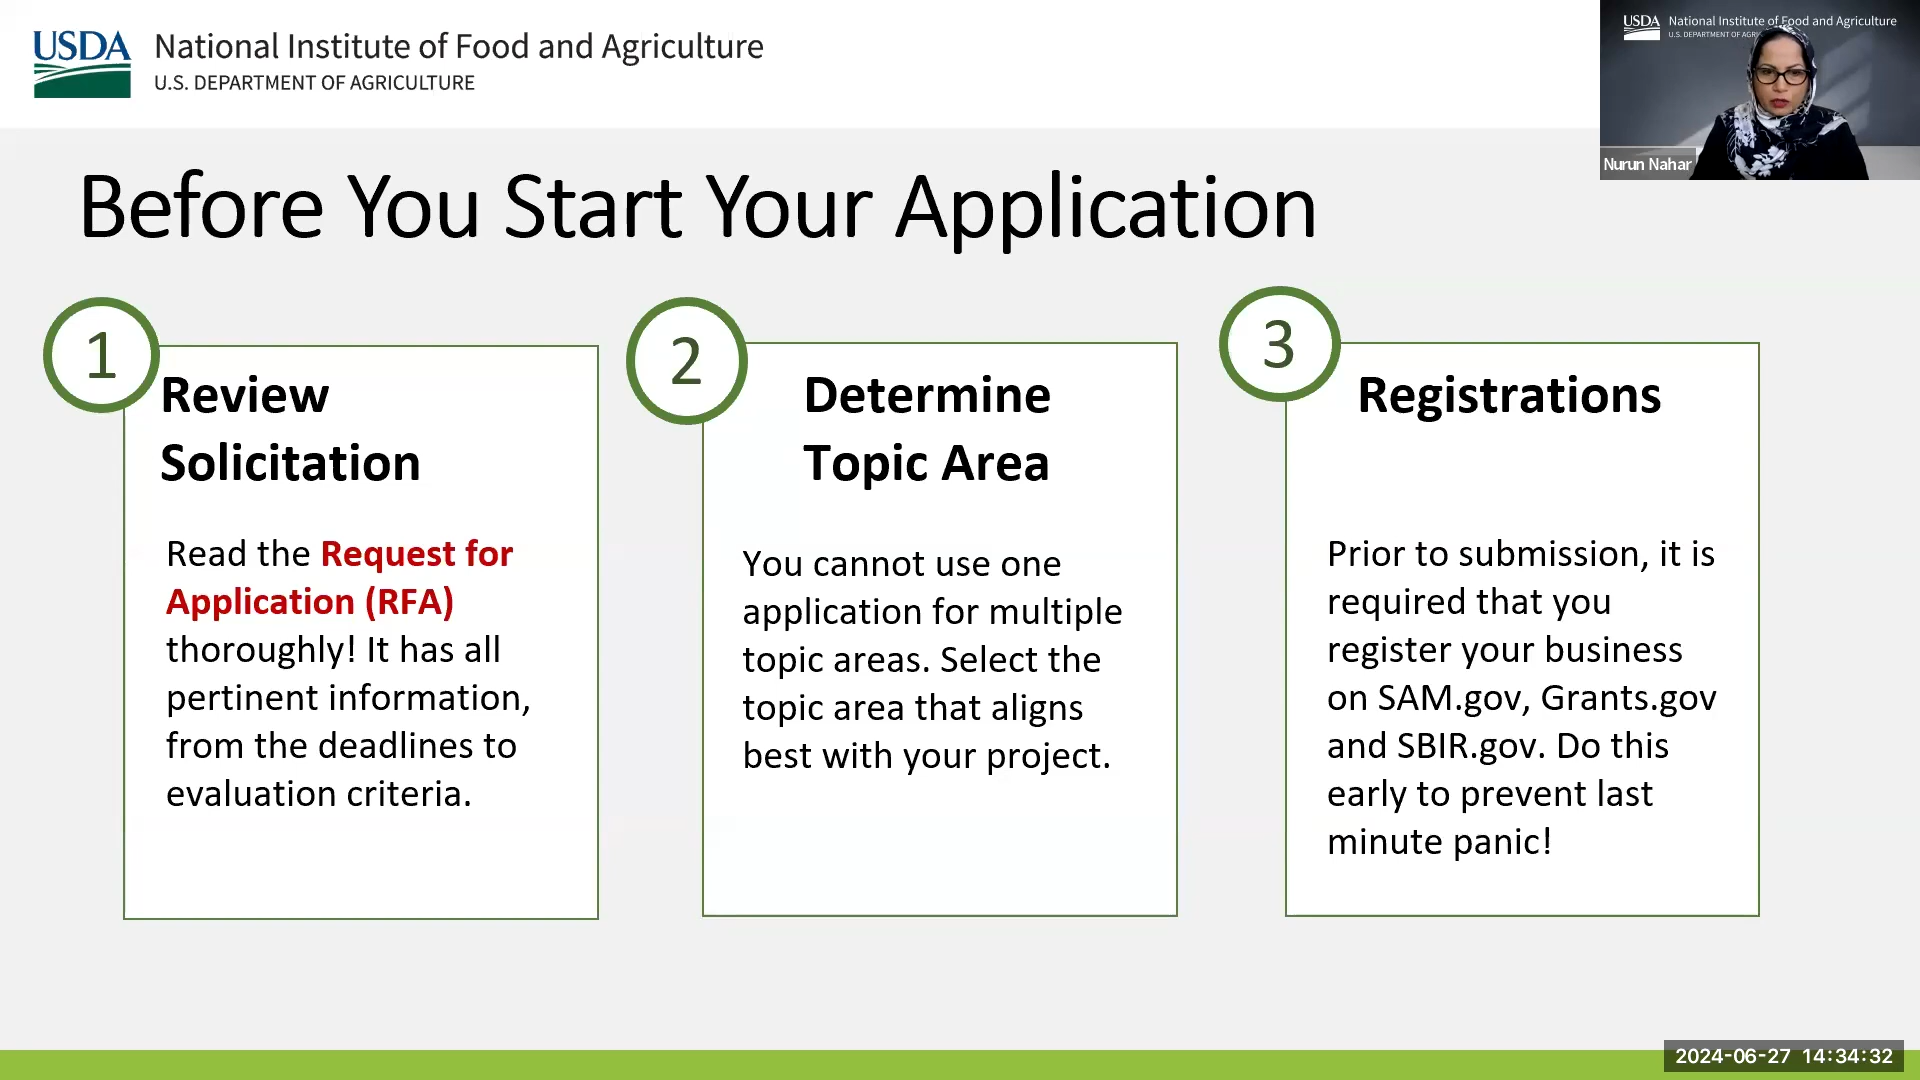 USDA National Institute of Food and Agriculture
U.S. DEPARTMENT OF AGRICULTURE
USDA National Institute of Food and Agriculture
U.S. DEPARTMENT OF
Nurun Nahar
Before You Start Your Application
1
Review
Solicitation
Read the Request for
Application (RFA)
thoroughly! It has all
pertinent information,
from the deadlines to
evaluation criteria.
2
Determine
Topic Area
You cannot use one
application for multiple
topic areas. Select the
topic area that aligns
best with your project.
3
Registrations
Prior to submission, it is
required that you
register your business
on SAM.gov, Grants.gov
and SBIR.gov. Do this
early to prevent last
minute panic!
2024-06-27 14:34:32